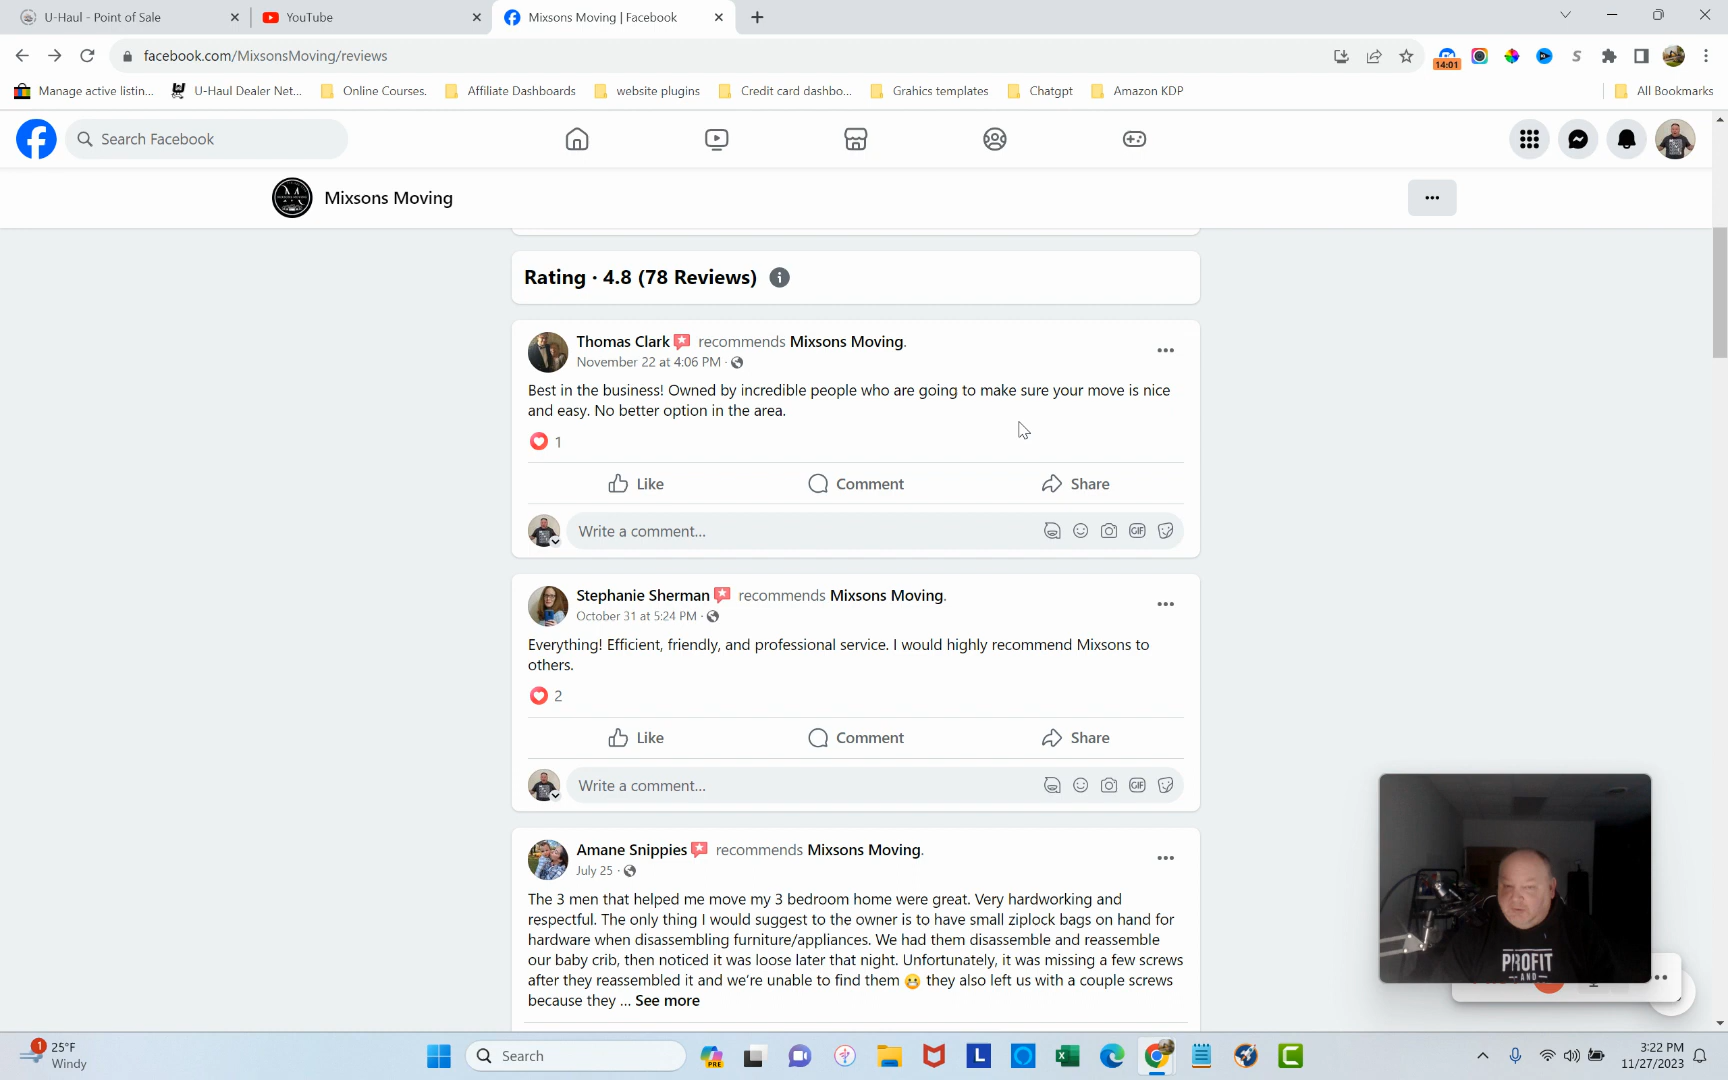 U-Haul - Point of Sale
YouTube
Mixsons Moving | Facebook
facebook.com/MixsonsMoving/reviews
14:01
Manage active listin...
U-Haul Dealer Net...
Online Courses.
Affiliate Dashboards
website plugins
Credit card dashbo...
Grahics templates
Chatgpt
Amazon KDP
All Bookmarks
Search Facebook
Mixsons Moving
Rating · 4.8 (78 Reviews)
Thomas Clark recommends Mixsons Moving.
November 22 at 4:06 PM ·
Best in the business! Owned by incredible people who are going to make sure your move is nice
and easy. No better option in the area.
1
Like
Comment
Share
Write a comment...
GIF
Stephanie Sherman recommends Mixsons Moving.
October 31 at 5:24 PM ·
Everything! Efficient, friendly, and professional service. I would highly recommend Mixsons to
others.
2
Like
Comment
Share
Write a comment...
GIF
Amane Snippies recommends Mixsons Moving.
July 25 ·
The 3 men that helped me move my 3 bedroom home were great. Very hardworking and
respectful. The only thing I would suggest to the owner is to have small ziplock bags on hand for
hardware when disassembling furniture/appliances. We had them disassemble and reassemble
our baby crib, then noticed it was loose later that night. Unfortunately, it was missing a few screws
after they reassembled it and we're unable to find them 😬 they also left us with a couple screws
because they ... See more
PROFIT
AND
1
25°F
Windy
Search
PRE
L
3:22 PM
11/27/2023